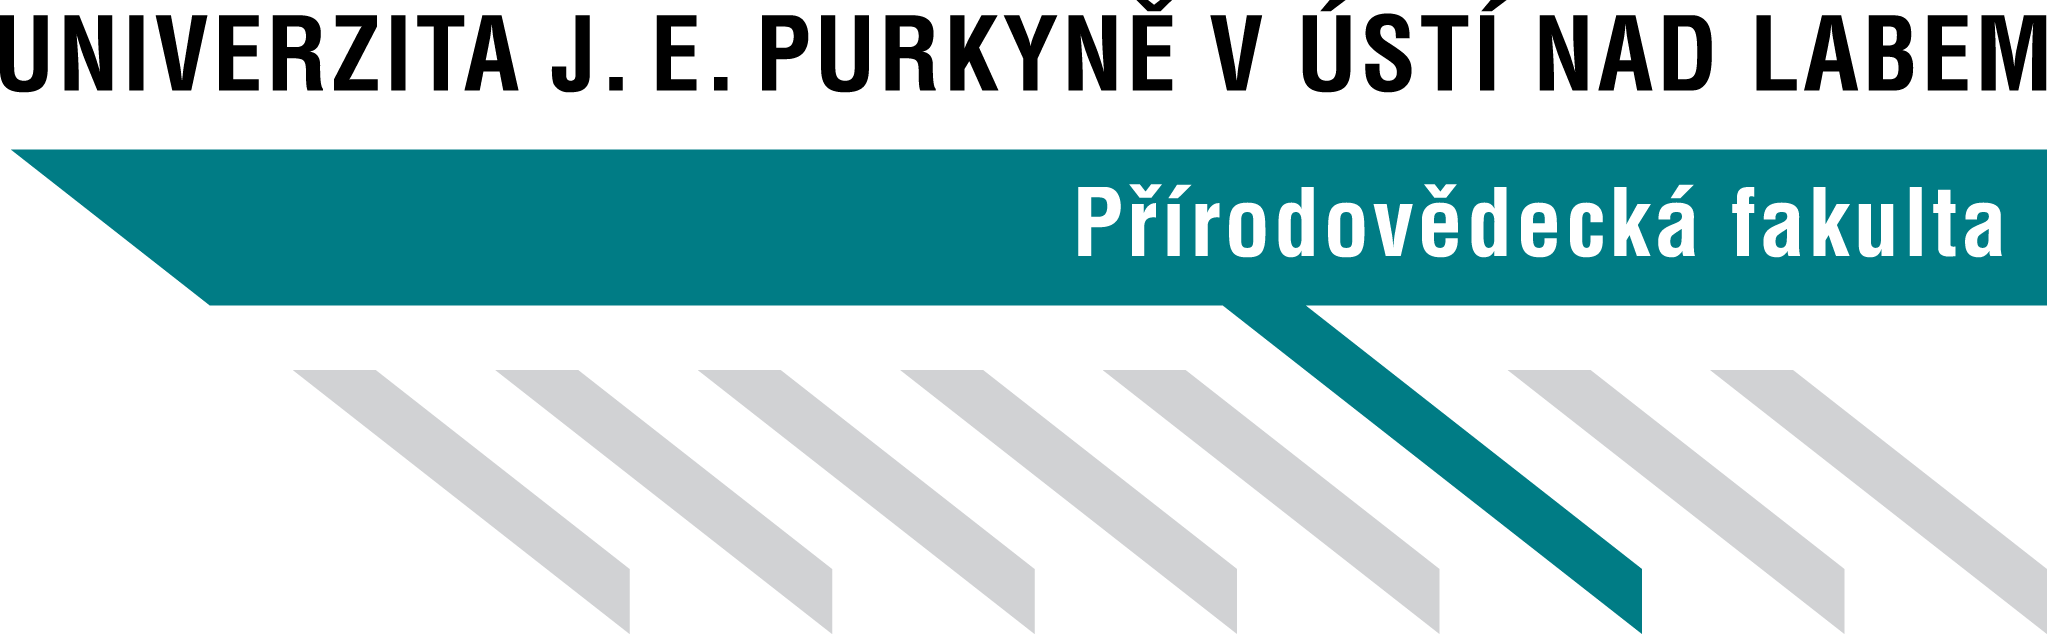 UNIVERZITA J. E. PURKYNĚ V ÚSTÍ NAD LABEM
Přírodovědecká fakulta